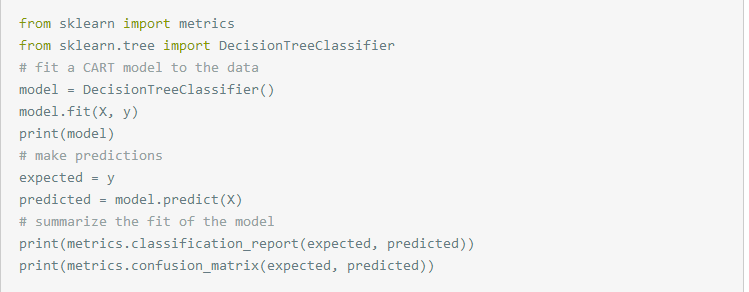 from sklearn import metrics
from sklearn.tree import DecisionTreeClassifier
# fit a CART model to the data
model = DecisionTreeClassifier()
model.fit(X, y)
print(model)
# make predictions
expected = y
predicted = model.predict(X)
# summarize the fit of the model
print(metrics.classification_report(expected, predicted))
print(metrics.confusion_matrix(expected, predicted))